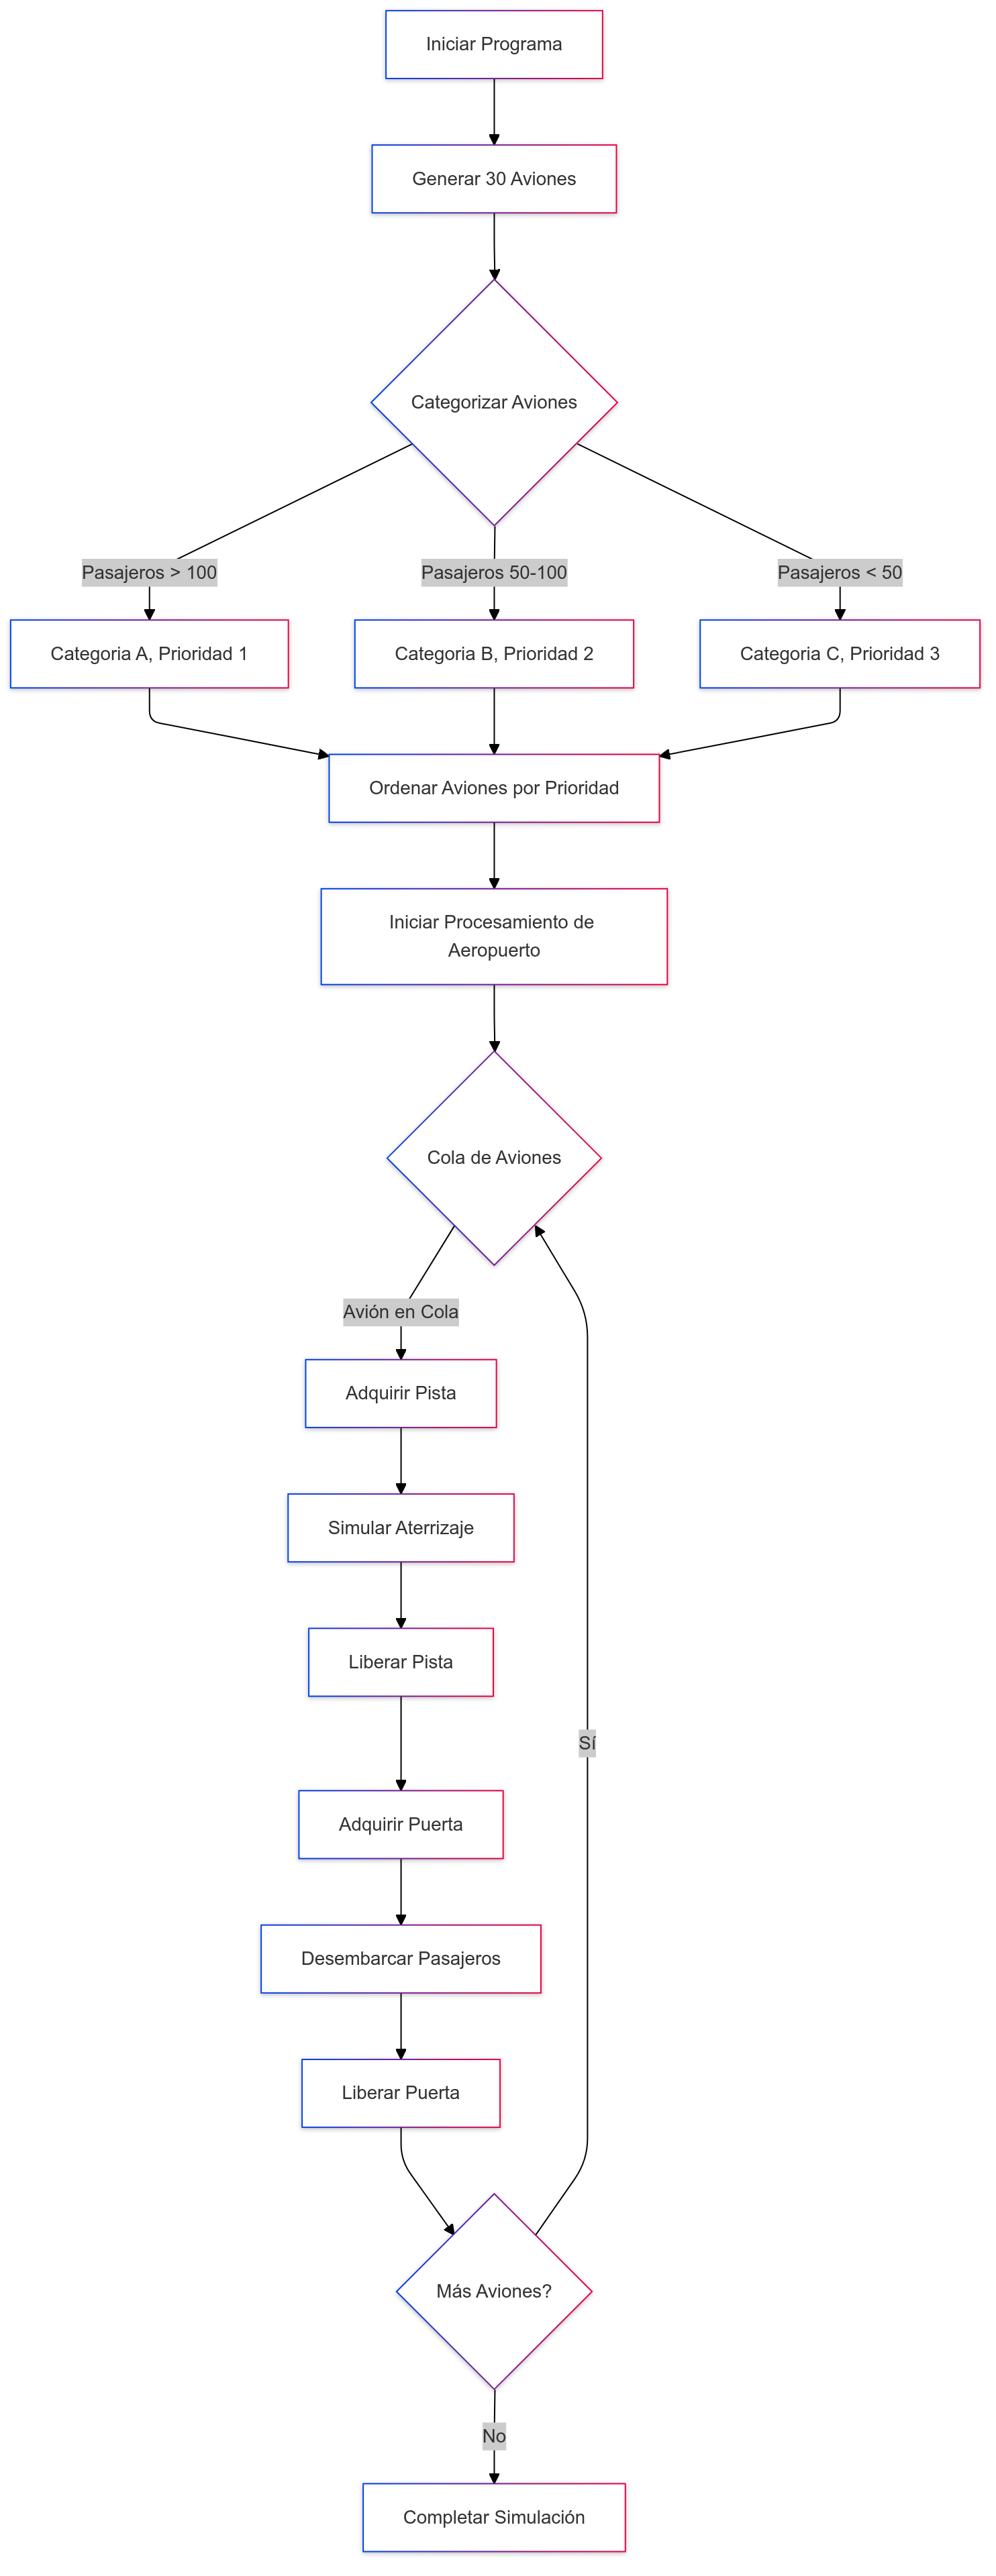 Iniciar Programa
Generar 30 Aviones
Categorizar Aviones
Pasajeros > 100
Pasajeros 50-100
Pasajeros < 50
Categoria A, Prioridad 1
Categoria B, Prioridad 2
Categoria C, Prioridad 3
Ordenar Aviones por Prioridad
Iniciar Procesamiento de
Aeropuerto
Cola de Aviones
Avión en Cola
Adquirir Pista
Simular Aterrizaje
Liberar Pista
Sí
Adquirir Puerta
Desembarcar Pasajeros
Liberar Puerta
Más Aviones?
No
Completar Simulación